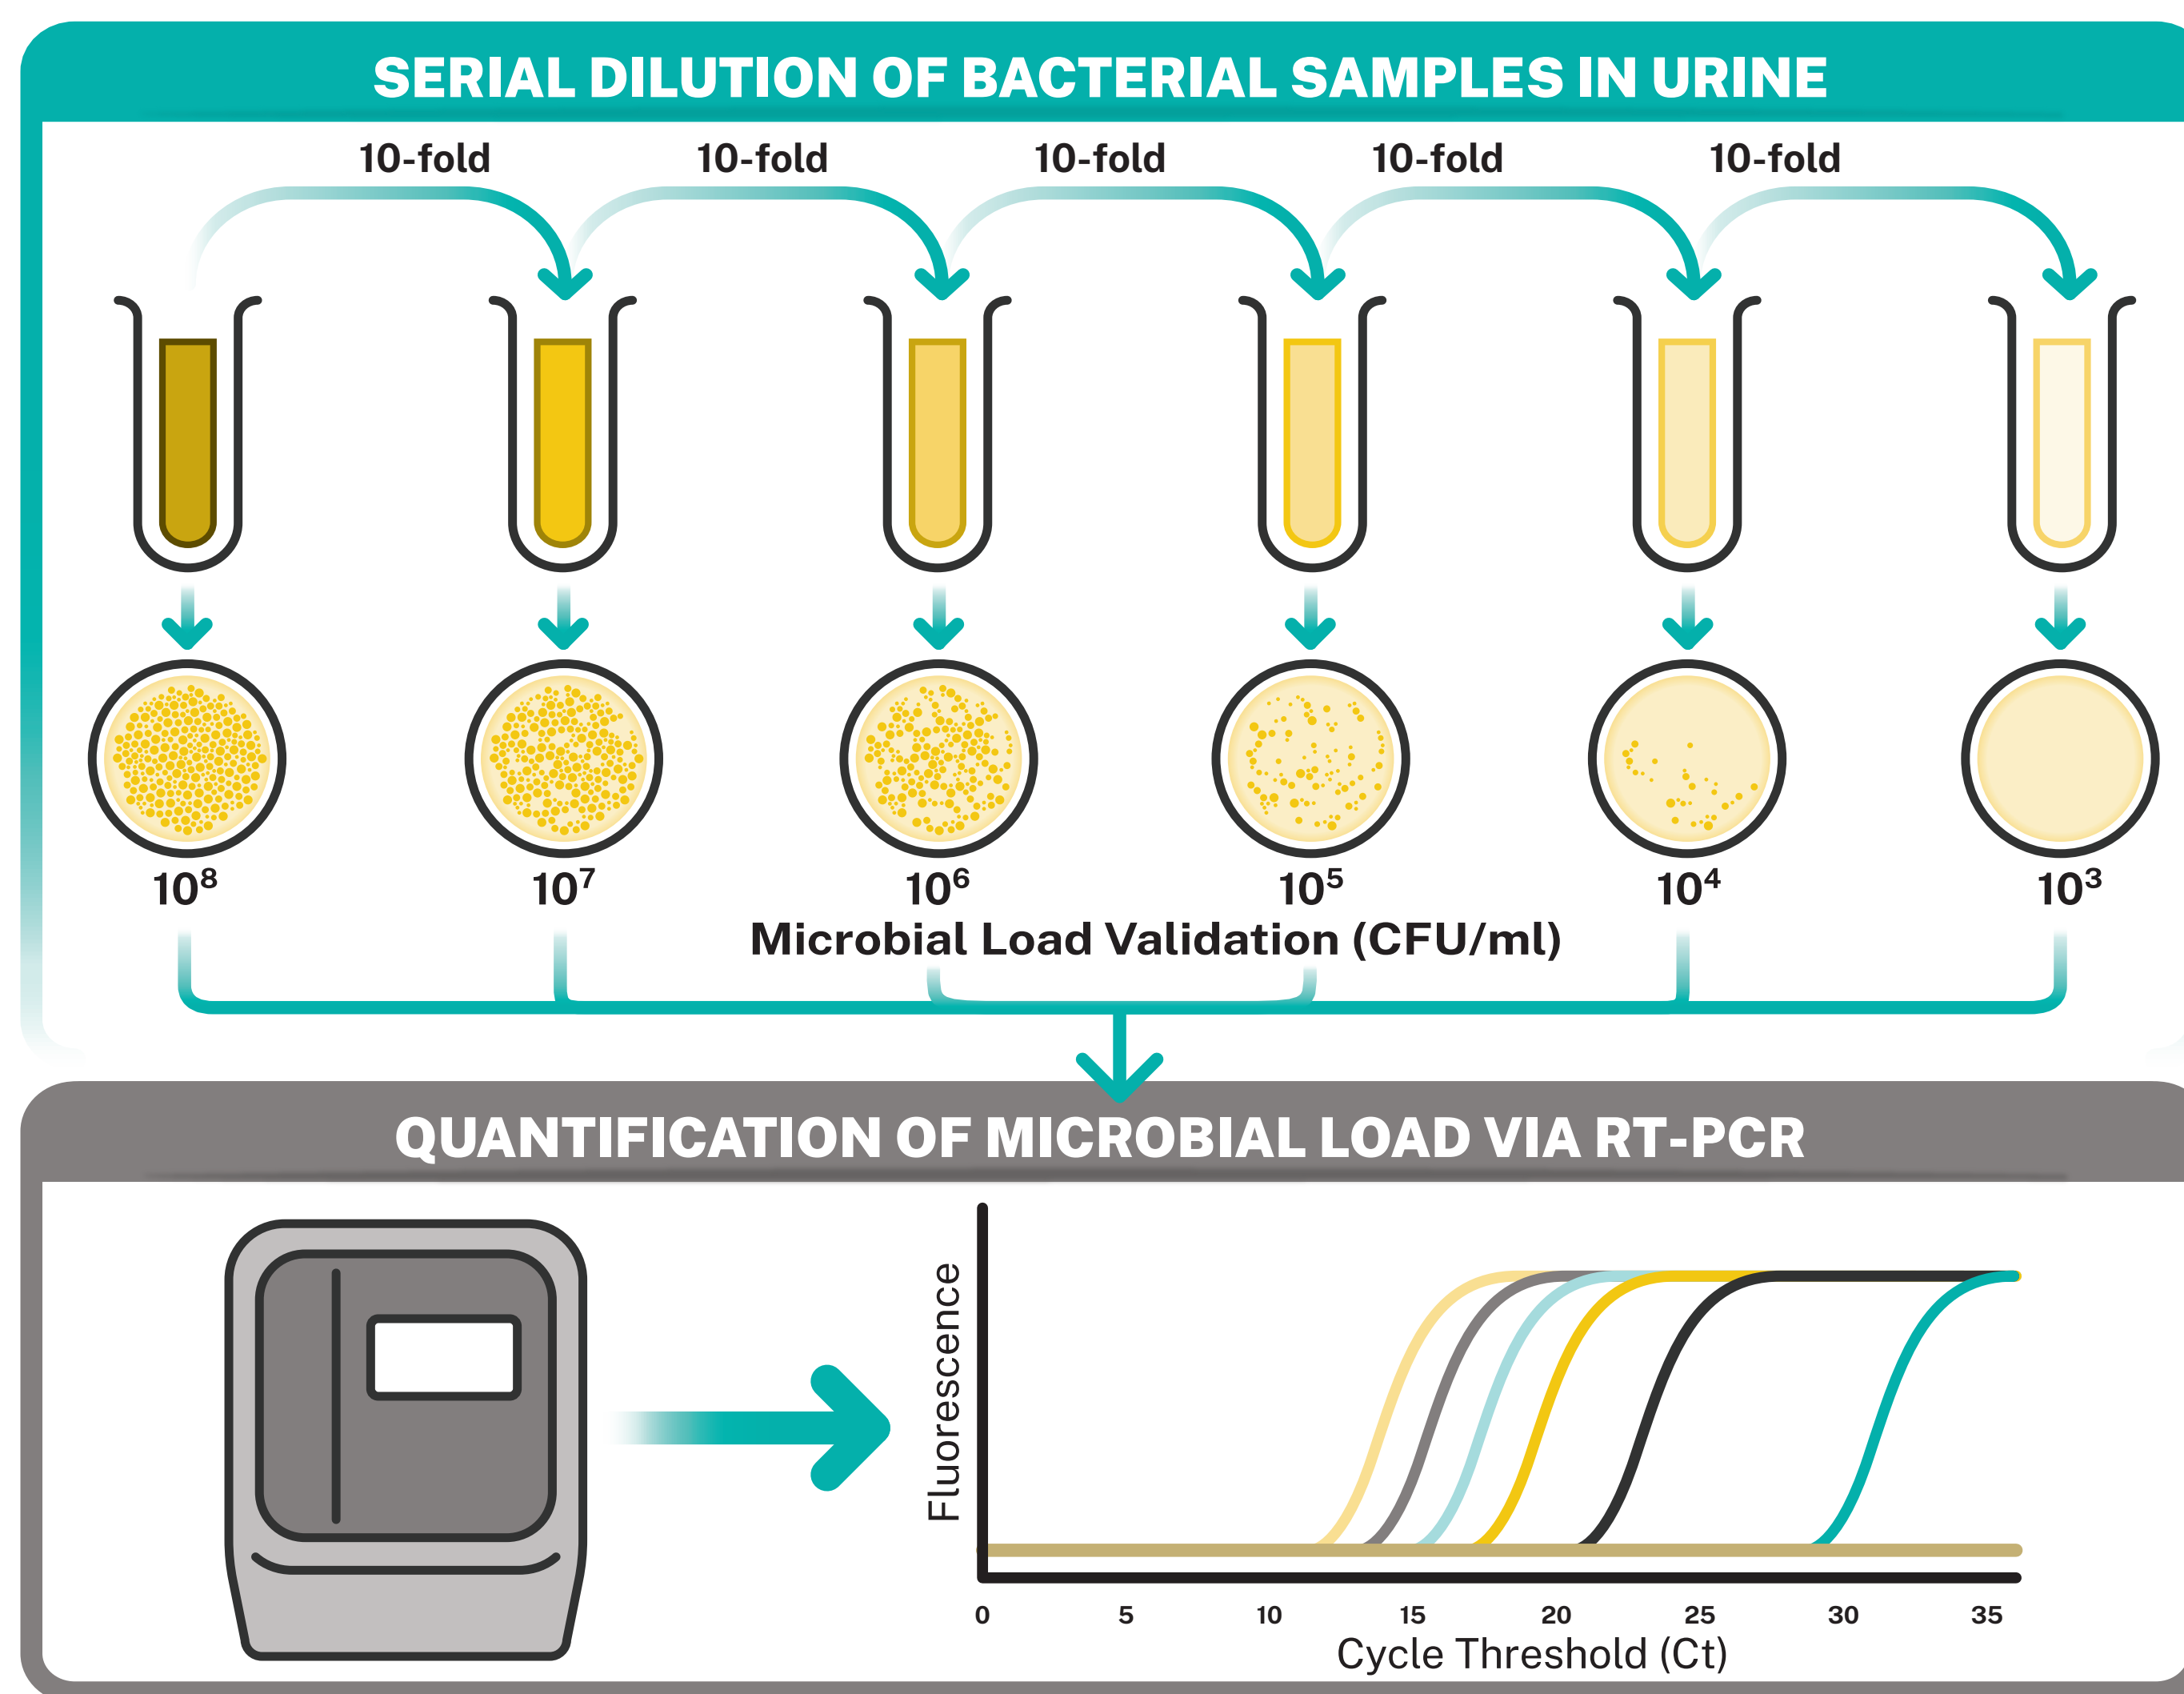 SERIAL DILUTION OF BACTERIAL SAMPLES IN URINE
10-fold 10-fold 10-fold 10-fold 10-fold
10⁸ 10⁷ 10⁶ 10⁵ 10⁴ 10³
Microbial Load Validation (CFU/ml)
QUANTIFICATION OF MICROBIAL LOAD VIA RT-PCR
Fluorescence
0 5 10 15 20 25 30 35
Cycle Threshold (Ct)